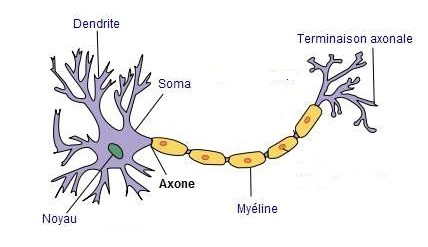 Dendrite
Terminaison axonale
Soma
Axone
Noyau
Myéline